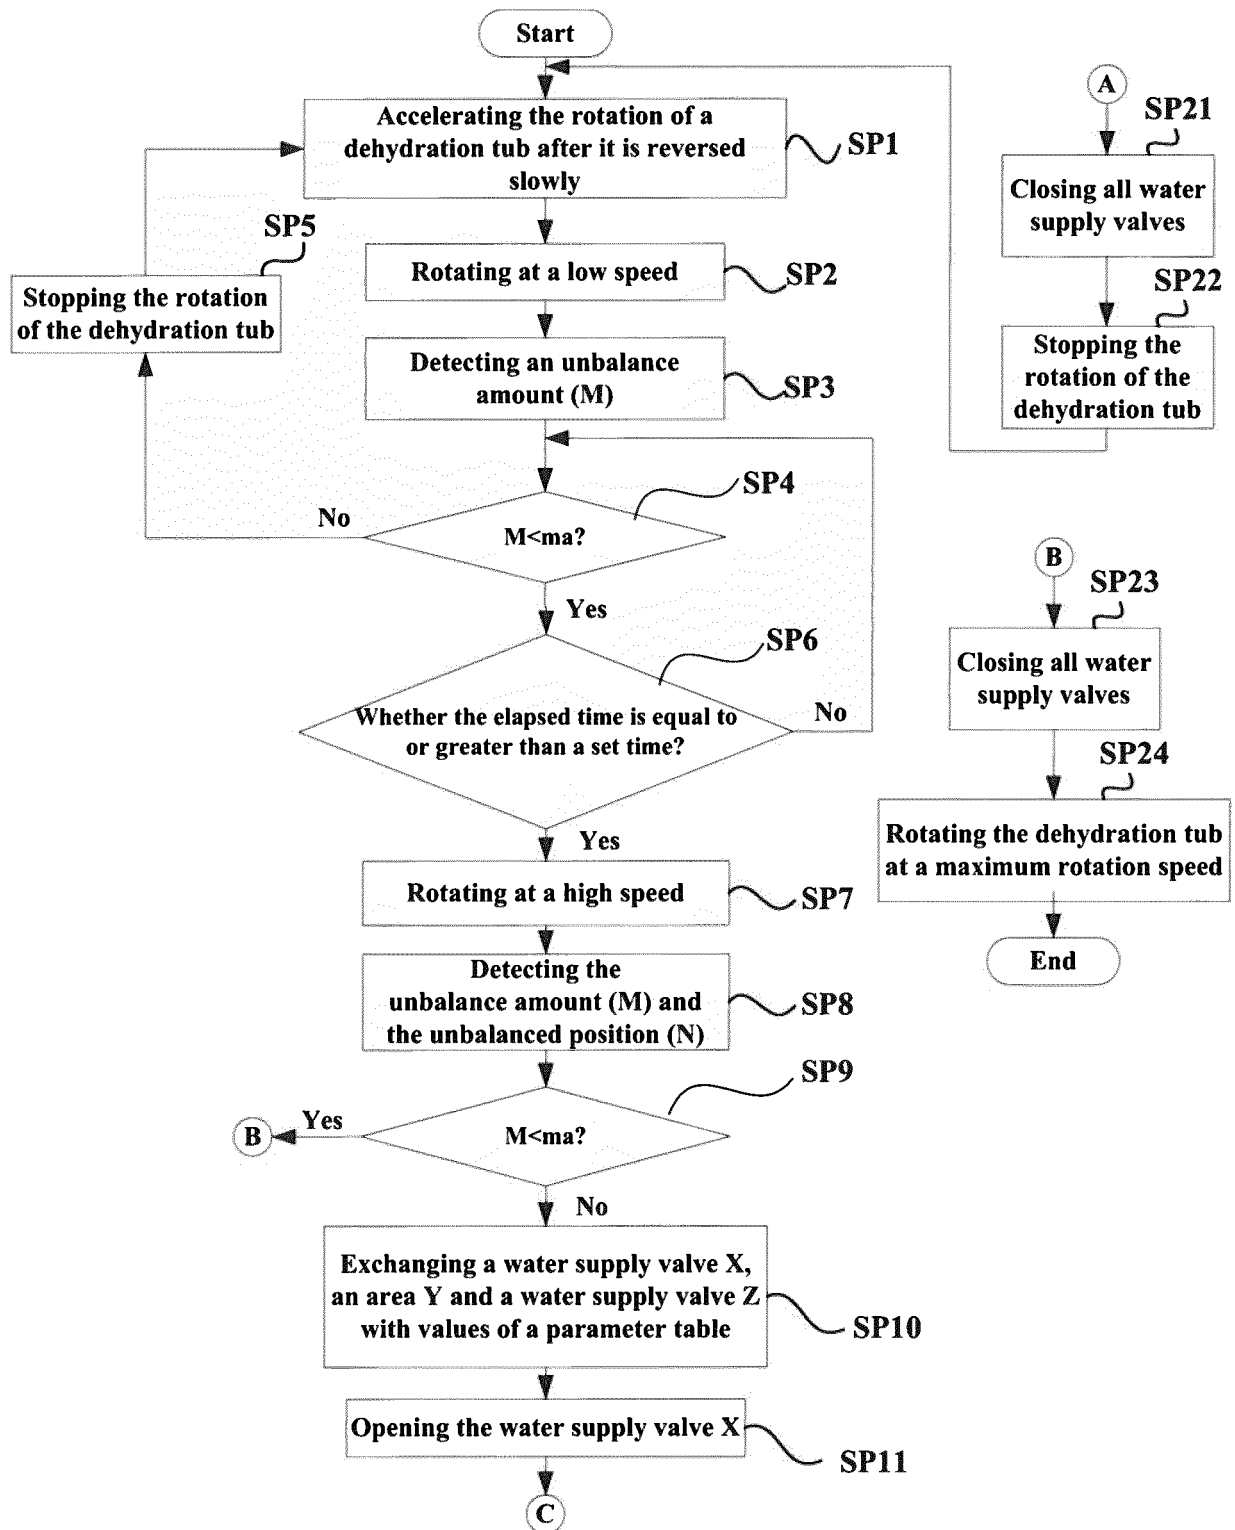 Start
Accelerating the rotation of a
dehydration tub after it is reversed
slowly
SP1
Rotating at a low speed
SP2
Detecting an unbalance
amount (M)
SP3
SP5
Stopping the rotation
of the dehydration tub
SP4
No
M<ma?
Yes
SP6
Whether the elapsed time is equal to
or greater than a set time?
No
Yes
Rotating at a high speed
SP7
Detecting the
unbalance amount (M) and
the unbalanced position (N)
SP8
SP9
M<ma?
Yes
B
No
Exchanging a water supply valve X,
an area Y and a water supply valve Z
with values of a parameter table
SP10
Opening the water supply valve X
SP11
C
A
SP21
Closing all water
supply valves
SP22
Stopping the
rotation of the
dehydration tub
B
SP23
Closing all water
supply valves
SP24
Rotating the dehydration tub
at a maximum rotation speed
End